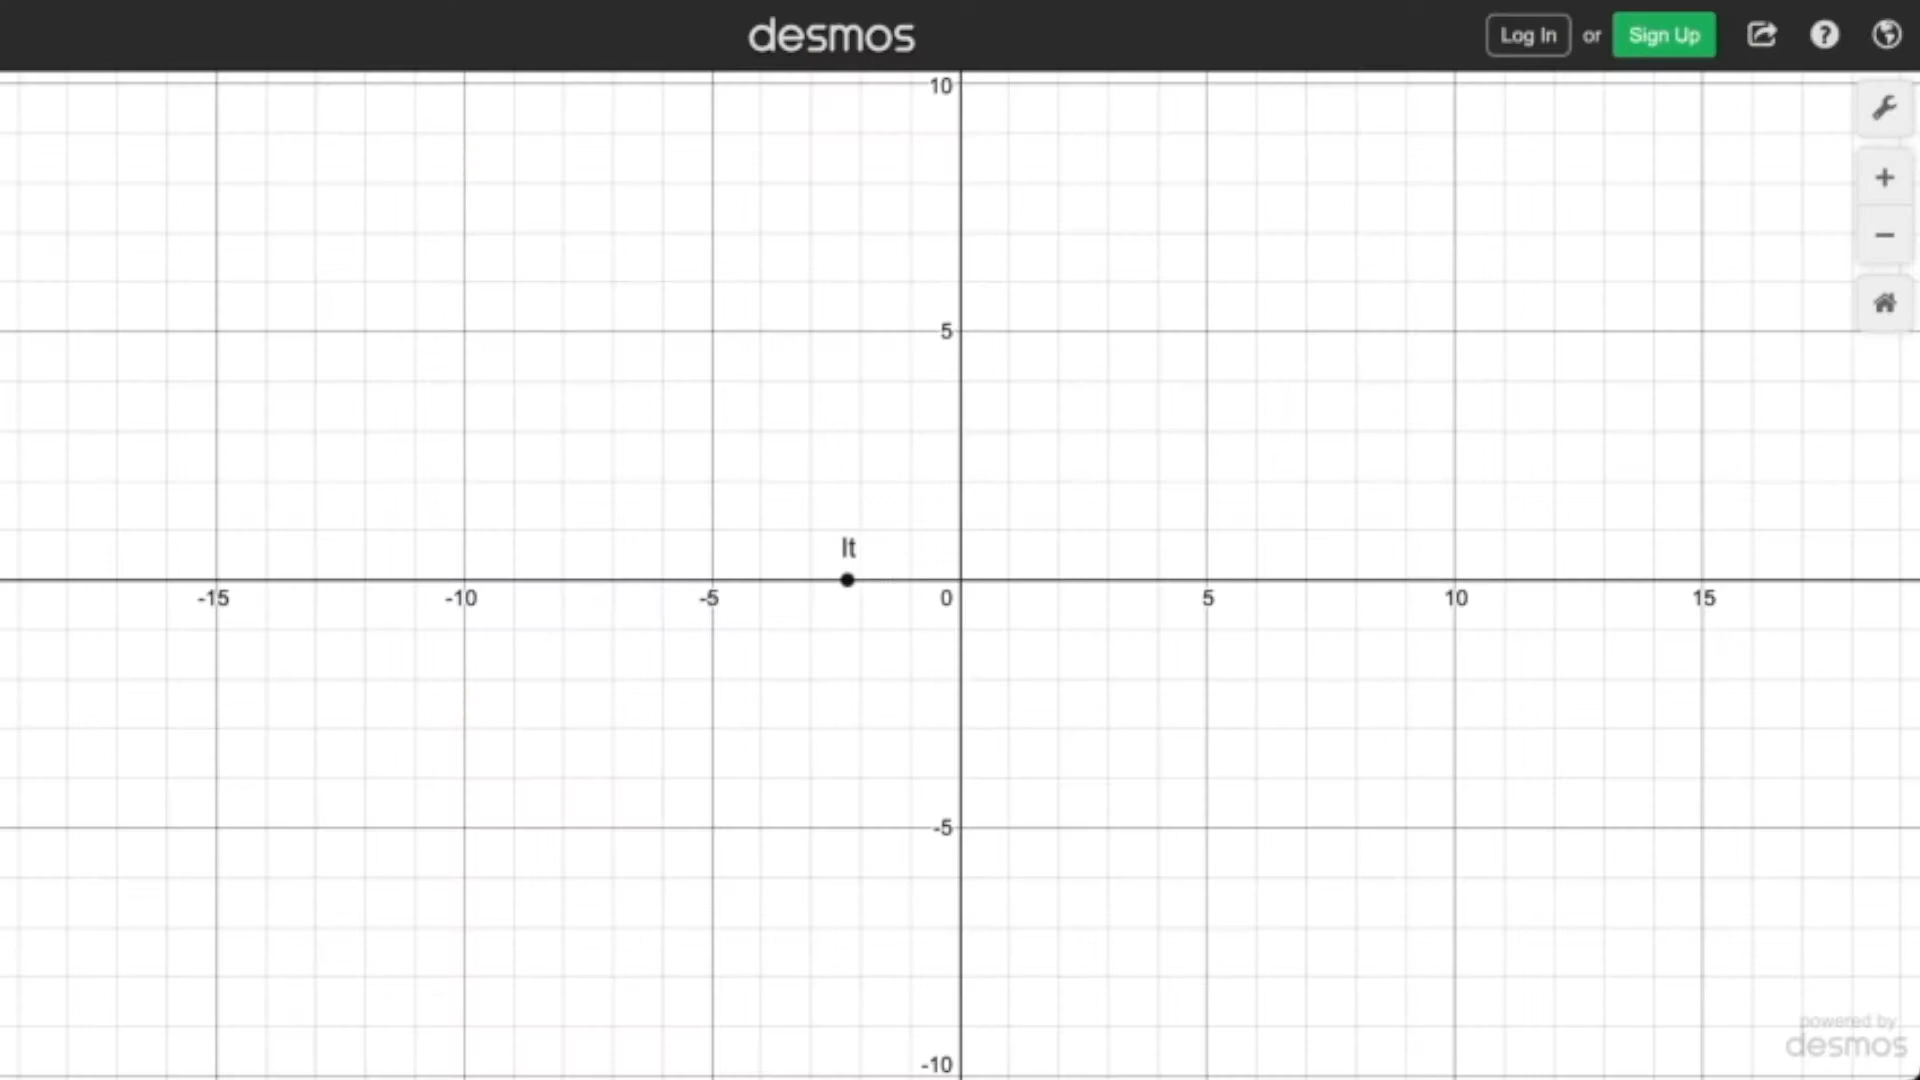 desmos
Log In or Sign Up
10
5
It
-15 -10 -5 0 5 10 15
-5
-10
powered by
desmos